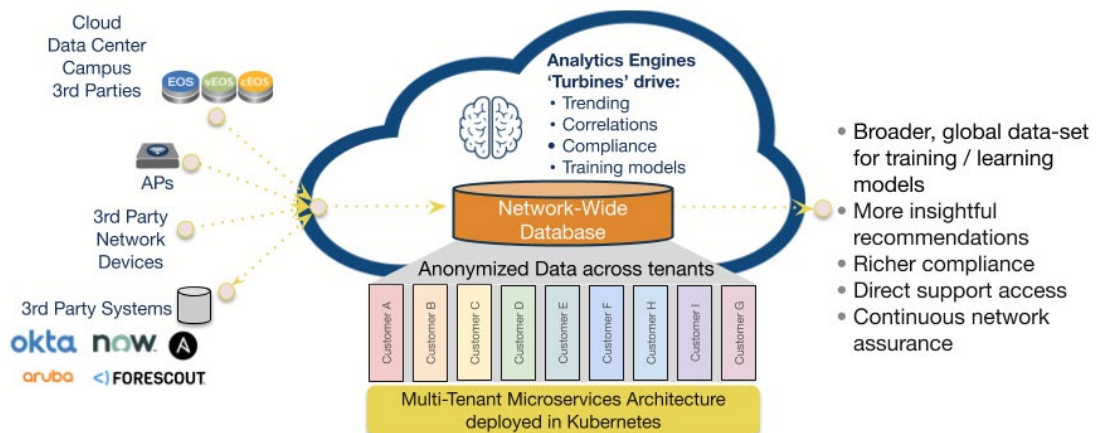 Cloud
Data Center
Campus
3rd Parties
EOS
vEOS
cEOS
APs
3rd Party
Network
Devices
3rd Party Systems
okta
now.
A
aruba
<) FORESCOUT.
Analytics Engines
'Turbines' drive:
• Trending
• Correlations
• Compliance
• Training models
Network-Wide
Database
Anonymized Data across tenants
Customer A
Customer B
Customer C
Customer D
Customer E
Customer F
Customer H
Customer I
Customer G
Multi-Tenant Microservices Architecture
deployed in Kubernetes
• Broader, global data-set
for training / learning
models
• More insightful
recommendations
• Richer compliance
• Direct support access
• Continuous network
assurance